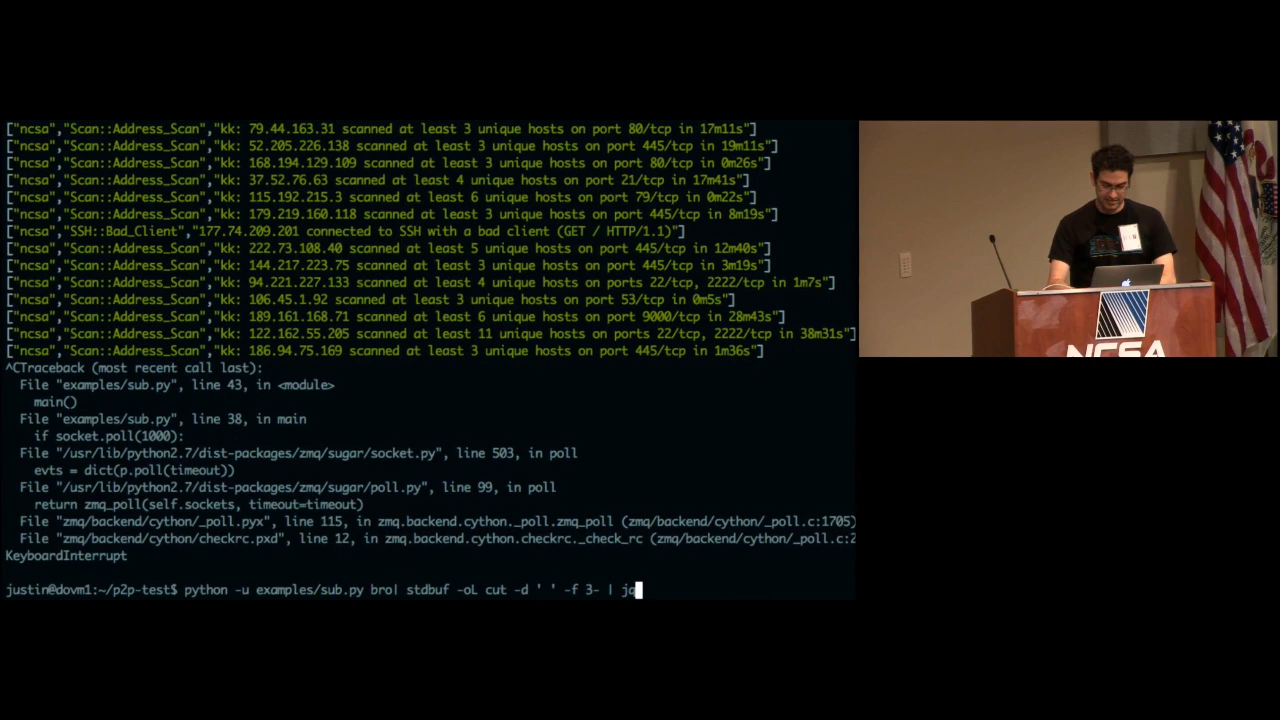 ["ncsa","Scan::Address_Scan","kk: 79.44.163.31 scanned at least 3 unique hosts on port 80/tcp in 17m11s"]
["ncsa","Scan::Address_Scan","kk: 52.205.226.138 scanned at least 3 unique hosts on port 445/tcp in 19m11s"]
["ncsa","Scan::Address_Scan","kk: 168.194.129.109 scanned at least 3 unique hosts on port 80/tcp in 0m26s"]
["ncsa","Scan::Address_Scan","kk: 37.52.76.63 scanned at least 4 unique hosts on port 21/tcp in 17m41s"]
["ncsa","Scan::Address_Scan","kk: 115.192.215.3 scanned at least 6 unique hosts on port 79/tcp in 0m22s"]
["ncsa","Scan::Address_Scan","kk: 179.219.160.118 scanned at least 3 unique hosts on port 445/tcp in 8m19s"]
["ncsa","SSH::Bad_Client","177.74.209.201 connected to SSH with a bad client (GET / HTTP/1.1)"]
["ncsa","Scan::Address_Scan","kk: 222.73.108.40 scanned at least 5 unique hosts on port 445/tcp in 12m40s"]
["ncsa","Scan::Address_Scan","kk: 144.217.223.75 scanned at least 3 unique hosts on port 445/tcp in 3m19s"]
["ncsa","Scan::Address_Scan","kk: 94.221.227.133 scanned at least 4 unique hosts on ports 22/tcp, 2222/tcp in 1m7s"]
["ncsa","Scan::Address_Scan","kk: 106.45.1.92 scanned at least 3 unique hosts on port 53/tcp in 0m5s"]
["ncsa","Scan::Address_Scan","kk: 189.161.168.71 scanned at least 6 unique hosts on port 9000/tcp in 28m43s"]
["ncsa","Scan::Address_Scan","kk: 122.162.55.205 scanned at least 11 unique hosts on ports 22/tcp, 2222/tcp in 38m31s"]
["ncsa","Scan::Address_Scan","kk: 186.94.75.169 scanned at least 3 unique hosts on port 445/tcp in 1m36s"]
^CTraceback (most recent call last):
File "examples/sub.py", line 43, in <module>
main()
File "examples/sub.py", line 38, in main
if socket.poll(1000):
File "/usr/lib/python2.7/dist-packages/zmq/sugar/socket.py", line 503, in poll
evts = dict(p.poll(timeout))
File "/usr/lib/python2.7/dist-packages/zmq/sugar/poll.py", line 99, in poll
return zmq_poll(self.sockets, timeout=timeout)
File "zmq/backend/cython/_poll.pyx", line 115, in zmq.backend.cython._poll.zmq_poll (zmq/backend/cython/_poll.c:1705)
File "zmq/backend/cython/checkrc.pxd", line 12, in zmq.backend.cython.checkrc._check_rc (zmq/backend/cython/_poll.c:2
KeyboardInterrupt
justin@dovm1:~/p2p-test$ python -u examples/sub.py bro| stdbuf -oL cut -d ' ' -f 3- | jq
NCSA